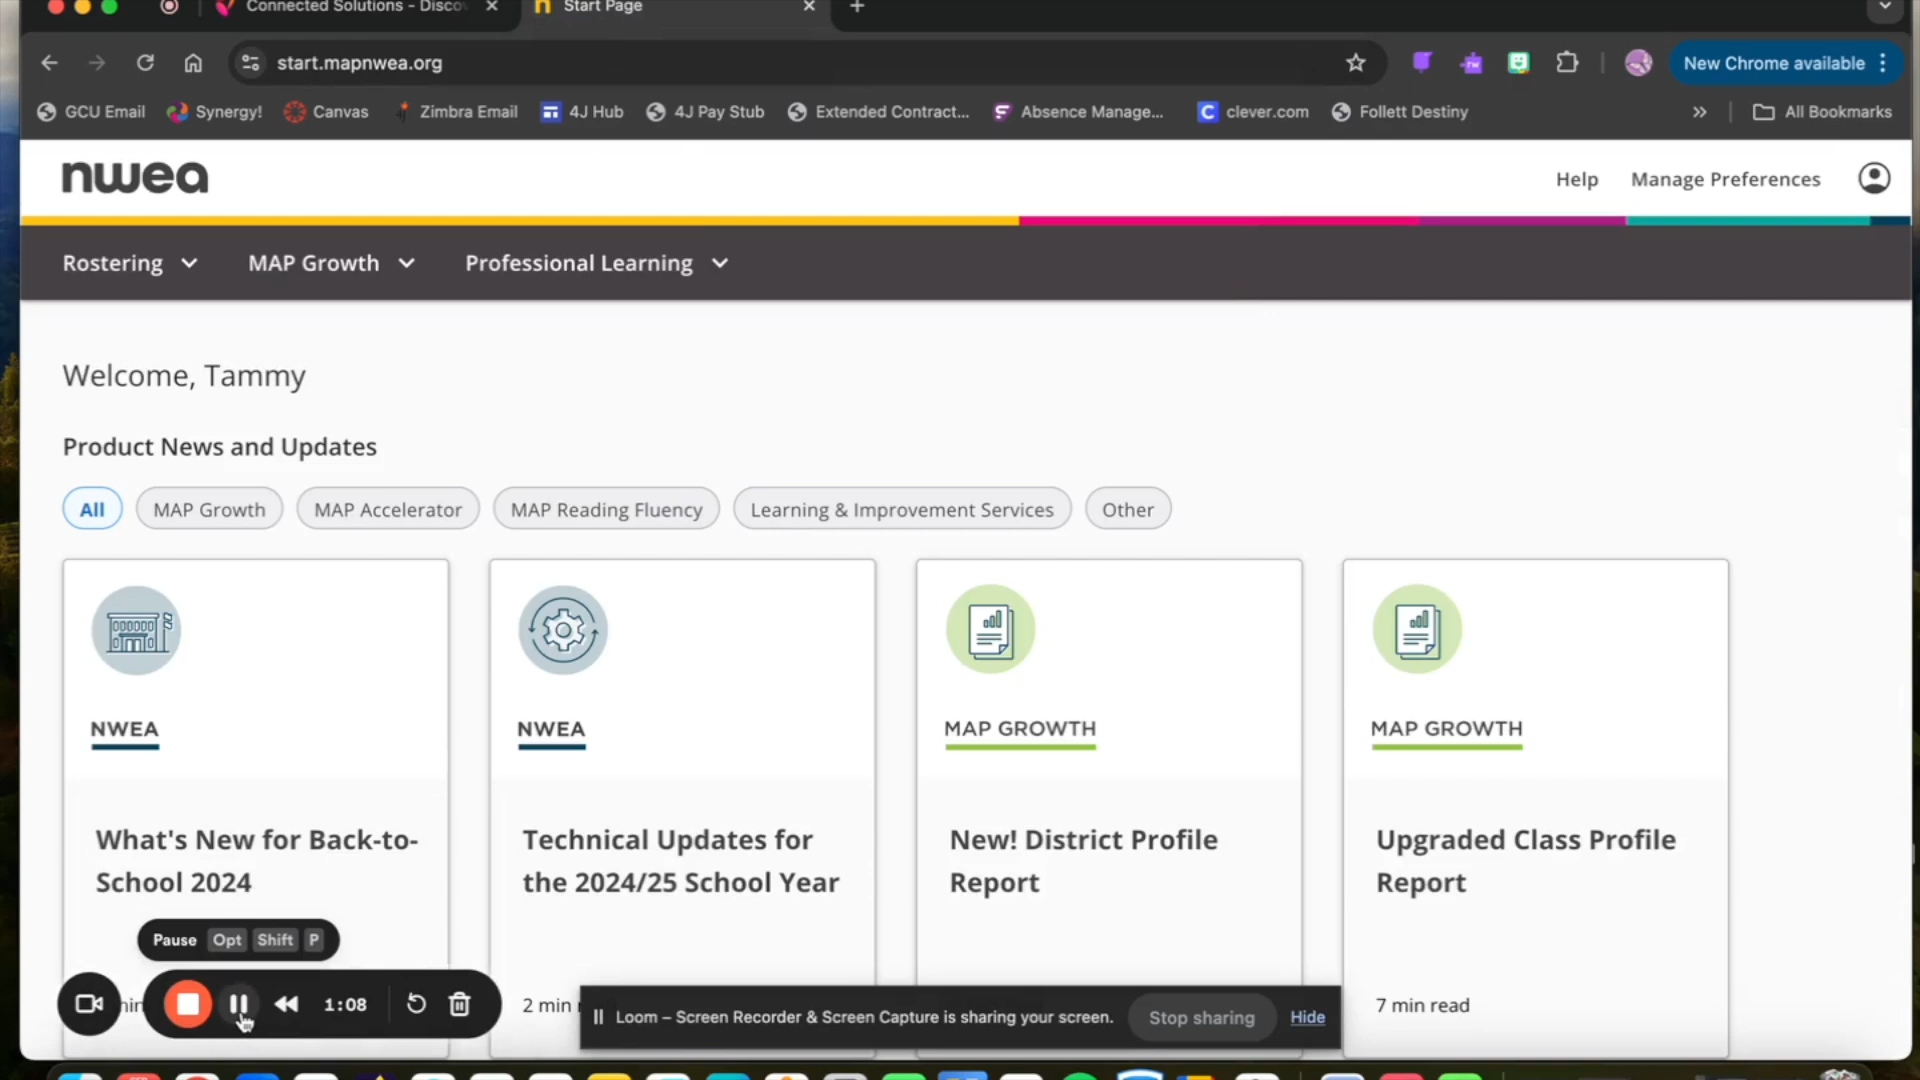 Connected Solutions - Disco
Start Page
start.mapnwea.org
New Chrome available
GCU Email
Synergy!
Canvas
Zimbra Email
4J Hub
4J Pay Stub
Extended Contract...
Absence Manage...
clever.com
Follett Destiny
All Bookmarks
nwea
Help
Manage Preferences
Rostering
MAP Growth
Professional Learning
Welcome, Tammy
Product News and Updates
All
MAP Growth
MAP Accelerator
MAP Reading Fluency
Learning & Improvement Services
Other
NWEA
NWEA
MAP GROWTH
MAP GROWTH
What's New for Back-to-
School 2024
Technical Updates for
the 2024/25 School Year
New! District Profile
Report
Upgraded Class Profile
Report
Pause Opt Shift P
1:08
2 min
Loom – Screen Recorder & Screen Capture is sharing your screen.
Stop sharing
Hide
7 min read